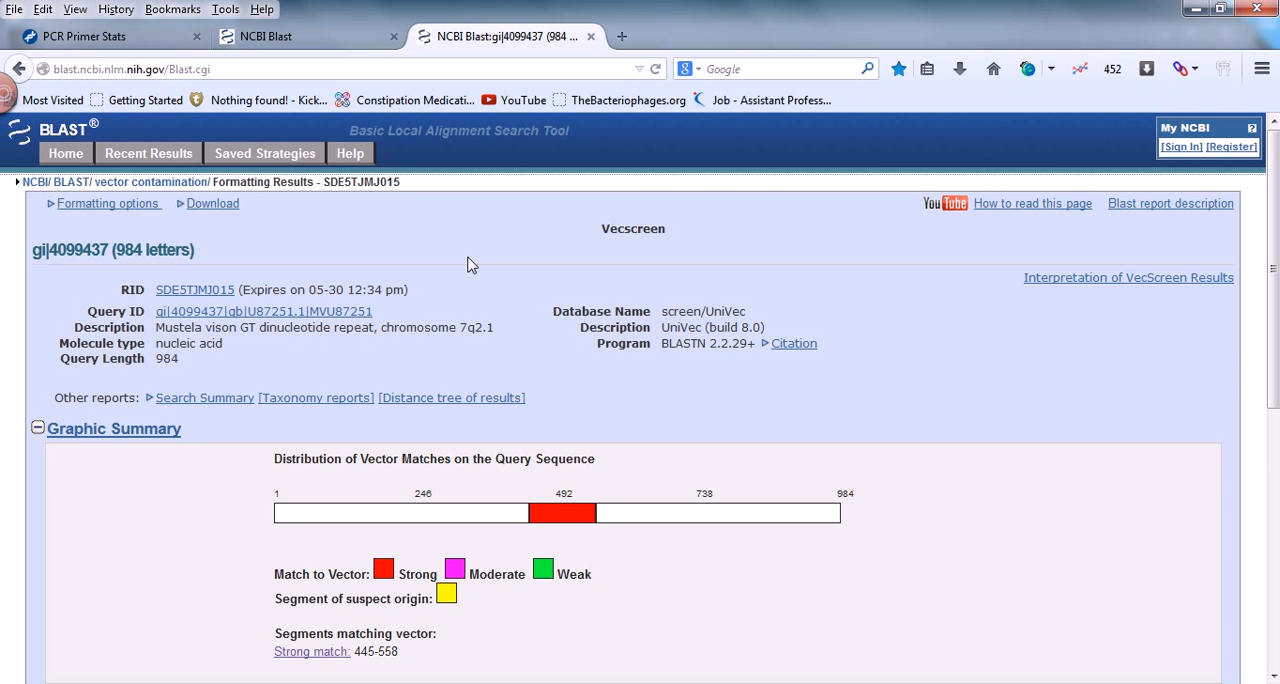 File Edit View History Bookmarks Tools Help
PCR Primer Stats × NCBI Blast × NCBI Blast:gi|4099437 (984 ... × +
blast.ncbi.nlm.nih.gov/Blast.cgi Google 452
Most Visited Getting Started Nothing found! - Kick... Constipation Medicati... YouTube TheBacteriophages.org Job - Assistant Profess...
BLAST® Basic Local Alignment Search Tool My NCBI ?
[Sign In] [Register]
Home Recent Results Saved Strategies Help
NCBI/ BLAST/ vector contamination/ Formatting Results - SDE5TJMJ015
Formatting options Download YouTube How to read this page Blast report description
Vecscreen
gi|4099437 (984 letters)
Interpretation of VecScreen Results
RID SDE5TJMJ015 (Expires on 05-30 12:34 pm)
Query ID gi|4099437|gb|U87251.1|MVU87251 Database Name screen/UniVec
Description Mustela vison GT dinucleotide repeat, chromosome 7q2.1 Description UniVec (build 8.0)
Molecule type nucleic acid Program BLASTN 2.2.29+ Citation
Query Length 984
Other reports: Search Summary [Taxonomy reports] [Distance tree of results]
Graphic Summary
Distribution of Vector Matches on the Query Sequence
1 246 492 738 984
Match to Vector: Strong Moderate Weak
Segment of suspect origin:
Segments matching vector:
Strong match: 445-558